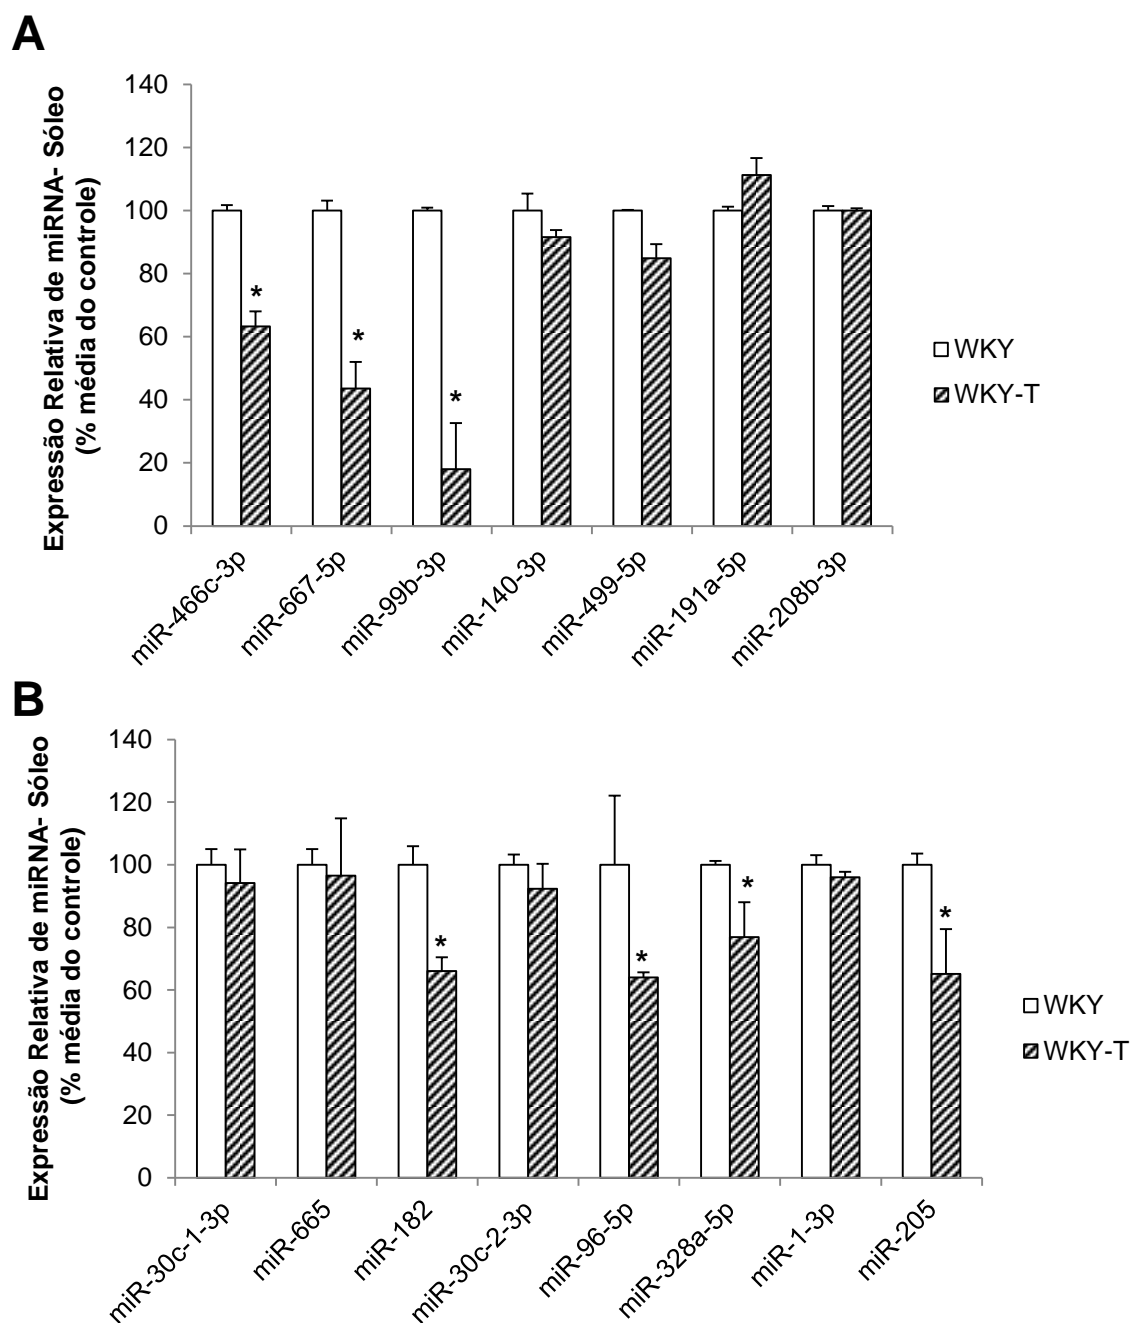 A
Expressão Relativa de miRNA- Sóleo
(% média do controle)
140
120
100
80
60
40
20
0
*
*
*
WKY
WKY-T
miR-466c-3p
miR-667-5p
miR-99b-3p
miR-140-3p
miR-499-5p
miR-191a-5p
miR-208b-3p
B
Expressão Relativa de miRNA- Sóleo
(% média do controle)
140
120
100
80
60
40
20
0
*
*
*
*
WKY
WKY-T
miR-30c-1-3p
miR-665
miR-182
miR-30c-2-3p
miR-96-5p
miR-328a-5p
miR-1-3p
miR-205